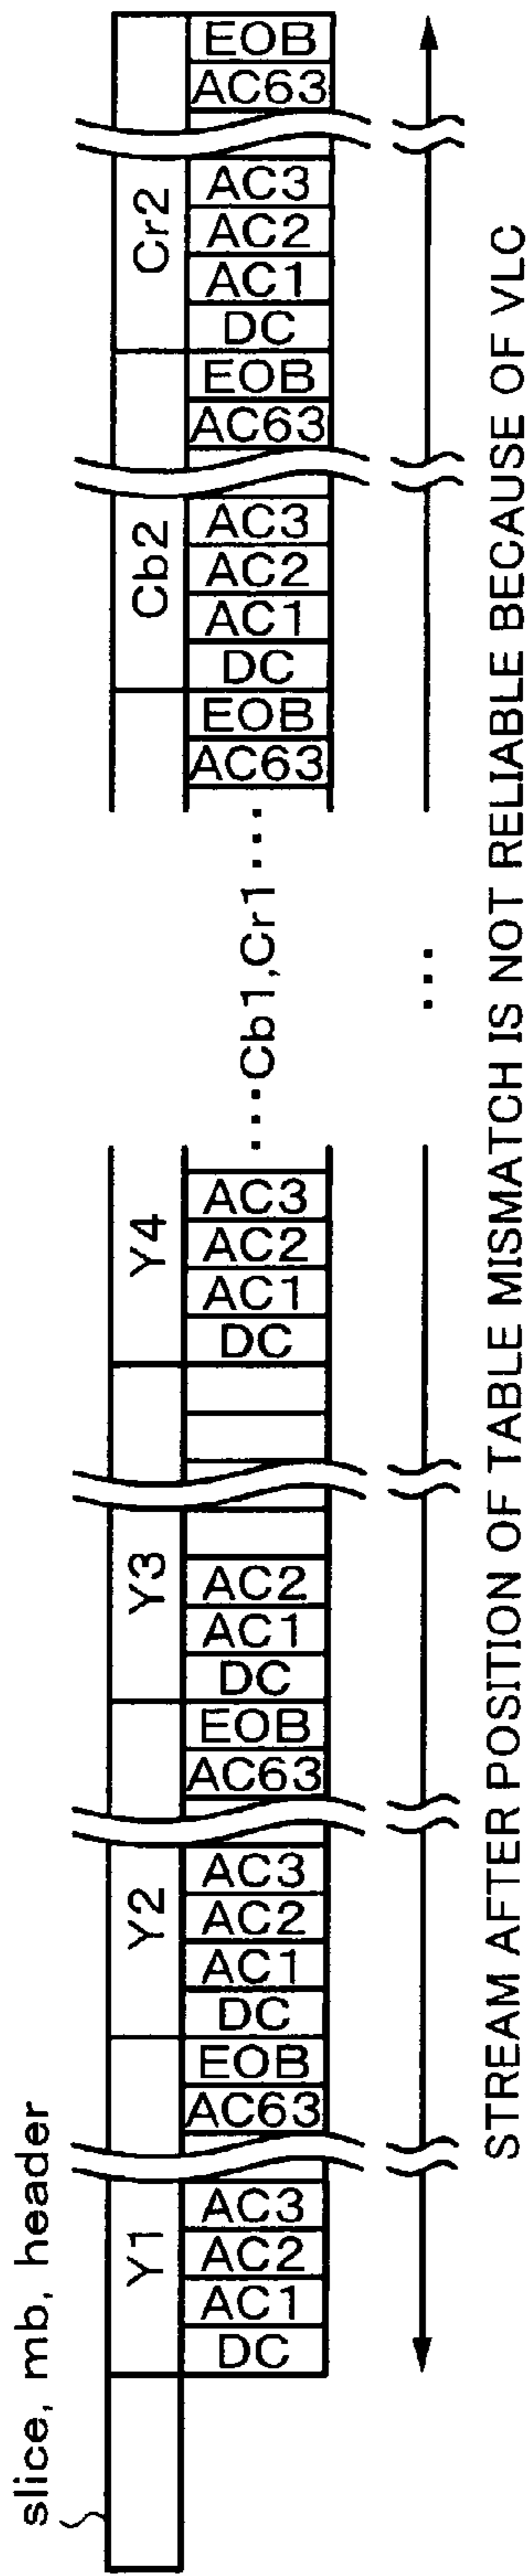 slice, mb, header
Y1 Y2 Y3 Y4 Cb2 Cr2
DC AC1 AC2 AC3 AC63 EOB DC AC1 AC2 AC3 AC63 EOB DC AC1 AC2 DC AC1 AC2 AC3 ...Cb1,Cr1... AC63 EOB DC AC1 AC2 AC3 AC63 EOB DC AC1 AC2 AC3 AC63 EOB
...
STREAM AFTER POSITION OF TABLE MISMATCH IS NOT RELIABLE BECAUSE OF VLC